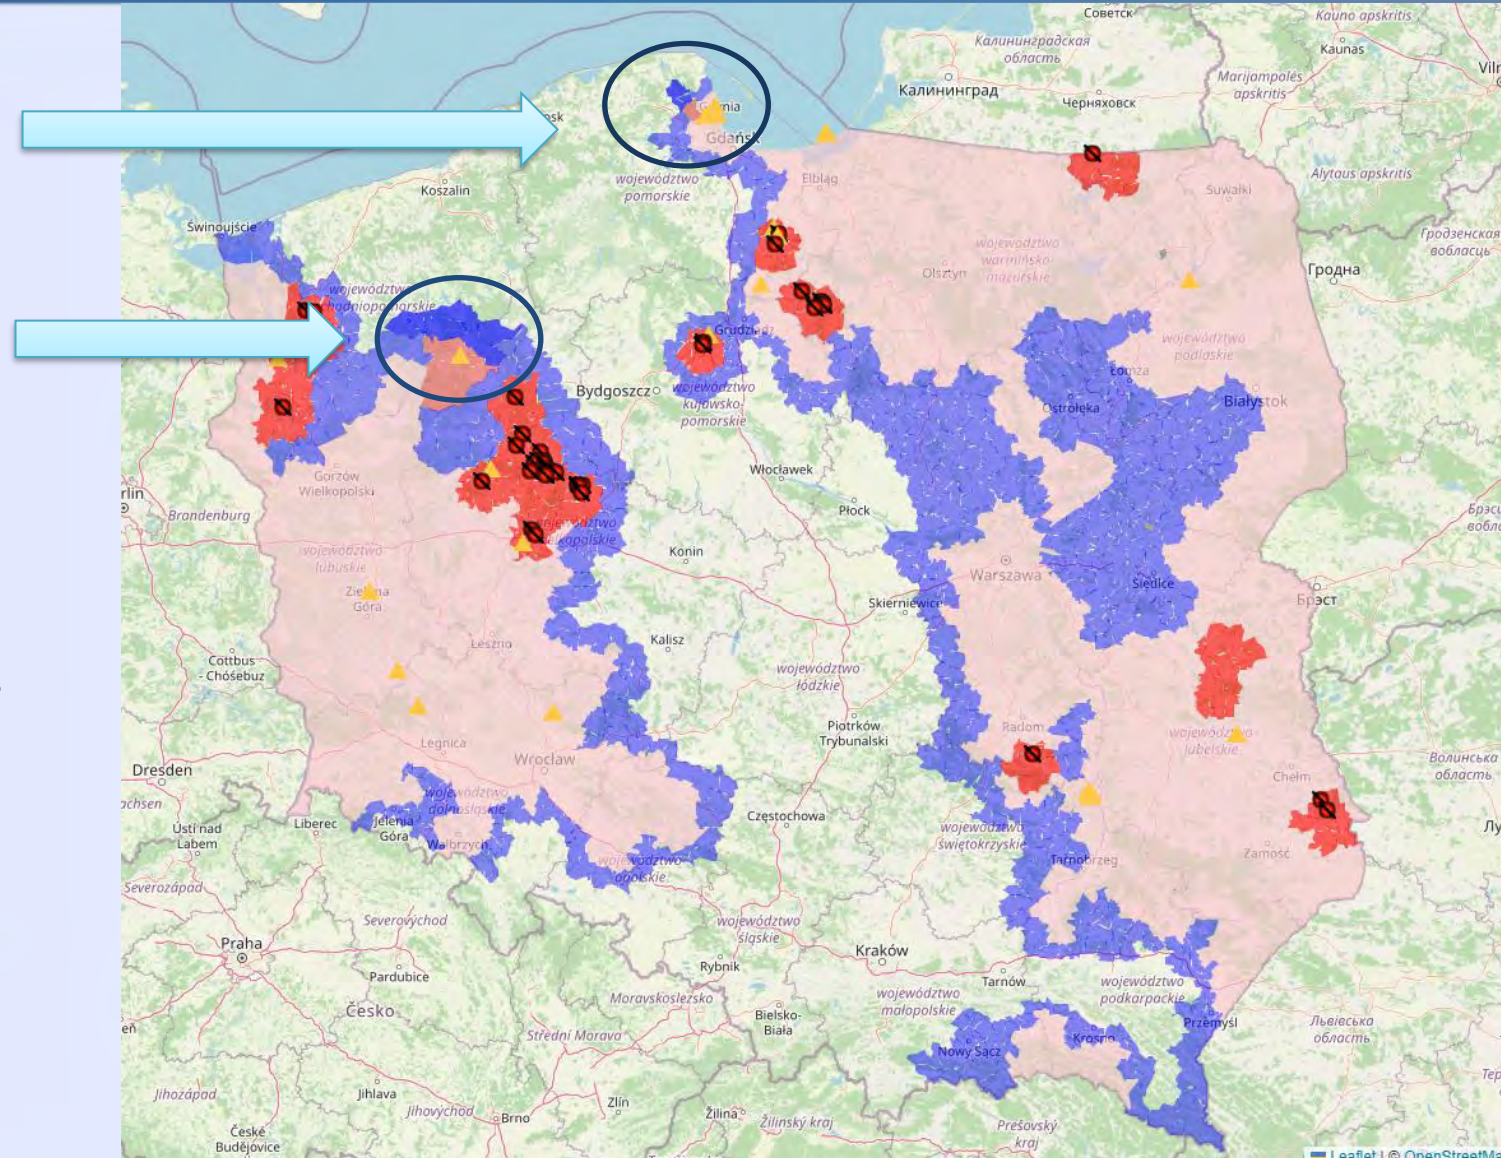 Советск
Kauno apskritis
Калининградская
область
Kaunas
Marijampolės
apskritis
Калининград
Черняховск
Gdańsk
Alytaus apskritis
województwo
pomorskie
Elbląg
Suwałki
Koszalin
Świnoujście
Гродзенская
вобласць
województwo
warmińsko-
mazurskie
Olsztyn
Гродна
województwo
Grudziądz
województwo
podlaskie
Łomża
Bydgoszcz
województwo
kujawsko-
pomorskie
Ostrołęka
Białystok
Gorzów
Wielkopolski
Włocławek
Brandenburg
Płock
województwo
lubuskie
Konin
Warszawa
Siedlce
Брэст
Zielona
Góra
Skierniewice
Leszno
Kalisz
Cottbus
- Chóśebuz
województwo
łódzkie
Piotrków
Trybunalski
Radom
województwo
lubelskie
Legnica
Wrocław
Dresden
Chełm
Волинська
область
województwo
dolnośląskie
Liberec
Jelenia
Góra
Wałbrzych
Częstochowa
Ústí nad
Labem
województwo
świętokrzyskie
Tarnobrzeg
Zamość
województwo
opolskie
Severozápad
Severovýchod
województwo
śląskie
Praha
Kraków
Pardubice
Rybnik
Tarnów
województwo
małopolskie
województwo
podkarpackie
Česko
Moravskoslezsko
Bielsko-
Biała
Střední Morava
Przemyśl
Львівська
область
Krosno
Nowy Sącz
Jihozápad
Jihlava
Jihovýchod
Brno
Zlín
Žilina
Žilinský kraj
Prešovský
kraj
České
Budějovice
Leaflet | ©